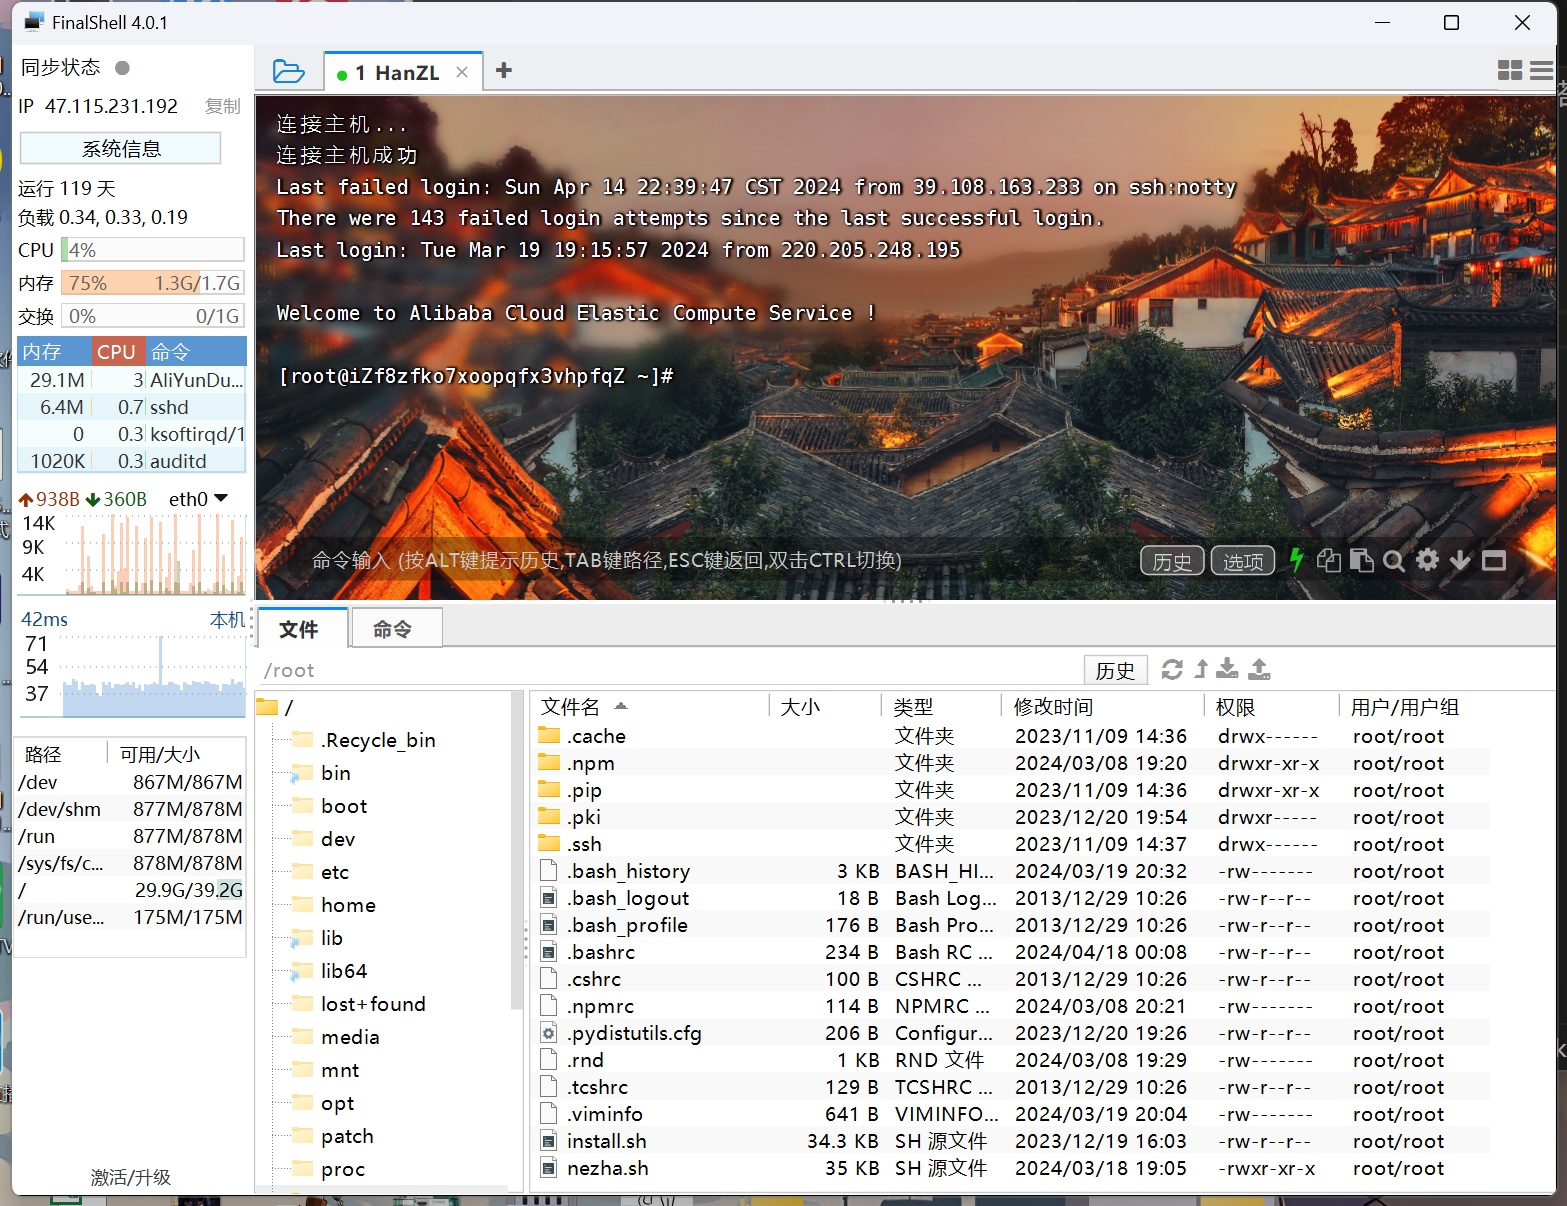 FinalShell 4.0.1
同步状态
IP 47.115.231.192 复制
系统信息
运行 119 天
负载 0.34, 0.33, 0.19
CPU 4%
内存 75% 1.3G/1.7G
交换 0% 0/1G
内存 CPU 命令
29.1M 3 AliYunDu...
6.4M 0.7 sshd
0 0.3 ksoftirqd/1
1020K 0.3 auditd
938B 360B eth0
14K
9K
4K
42ms 本机
71
54
37
路径 可用/大小
/dev 867M/867M
/dev/shm 877M/878M
/run 877M/878M
/sys/fs/c... 878M/878M
/ 29.9G/39.2G
/run/use... 175M/175M
激活/升级
1 HanZL
连接主机...
连接主机成功
Last failed login: Sun Apr 14 22:39:47 CST 2024 from 39.108.163.233 on ssh:notty
There were 143 failed login attempts since the last successful login.
Last login: Tue Mar 19 19:15:57 2024 from 220.205.248.195
Welcome to Alibaba Cloud Elastic Compute Service !
[root@iZf8zfko7xoopqfx3vhpfqZ ~]#
命令输入 (按ALT键提示历史,TAB键路径,ESC键返回,双击CTRL切换) 历史 选项
文件 命令
/root 历史
/
.Recycle_bin
bin
boot
dev
etc
home
lib
lib64
lost+found
media
mnt
opt
patch
proc
文件名 大小 类型 修改时间 权限 用户/用户组
.cache 文件夹 2023/11/09 14:36 drwx------ root/root
.npm 文件夹 2024/03/08 19:20 drwxr-xr-x root/root
.pip 文件夹 2023/11/09 14:36 drwxr-xr-x root/root
.pki 文件夹 2023/12/20 19:54 drwxr----- root/root
.ssh 文件夹 2023/11/09 14:37 drwx------ root/root
.bash_history 3 KB BASH_HI... 2024/03/19 20:32 -rw------- root/root
.bash_logout 18 B Bash Log... 2013/12/29 10:26 -rw-r--r-- root/root
.bash_profile 176 B Bash Pro... 2013/12/29 10:26 -rw-r--r-- root/root
.bashrc 234 B Bash RC ... 2024/04/18 00:08 -rw-r--r-- root/root
.cshrc 100 B CSHRC ... 2013/12/29 10:26 -rw-r--r-- root/root
.npmrc 114 B NPMRC ... 2024/03/08 20:21 -rw------- root/root
.pydistutils.cfg 206 B Configur... 2023/12/20 19:26 -rw-r--r-- root/root
.rnd 1 KB RND 文件 2024/03/08 19:29 -rw------- root/root
.tcshrc 129 B TCSHRC ... 2013/12/29 10:26 -rw-r--r-- root/root
.viminfo 641 B VIMINFO... 2024/03/19 20:04 -rw------- root/root
install.sh 34.3 KB SH 源文件 2023/12/19 16:03 -rw-r--r-- root/root
nezha.sh 35 KB SH 源文件 2024/03/18 19:05 -rwxr-xr-x root/root